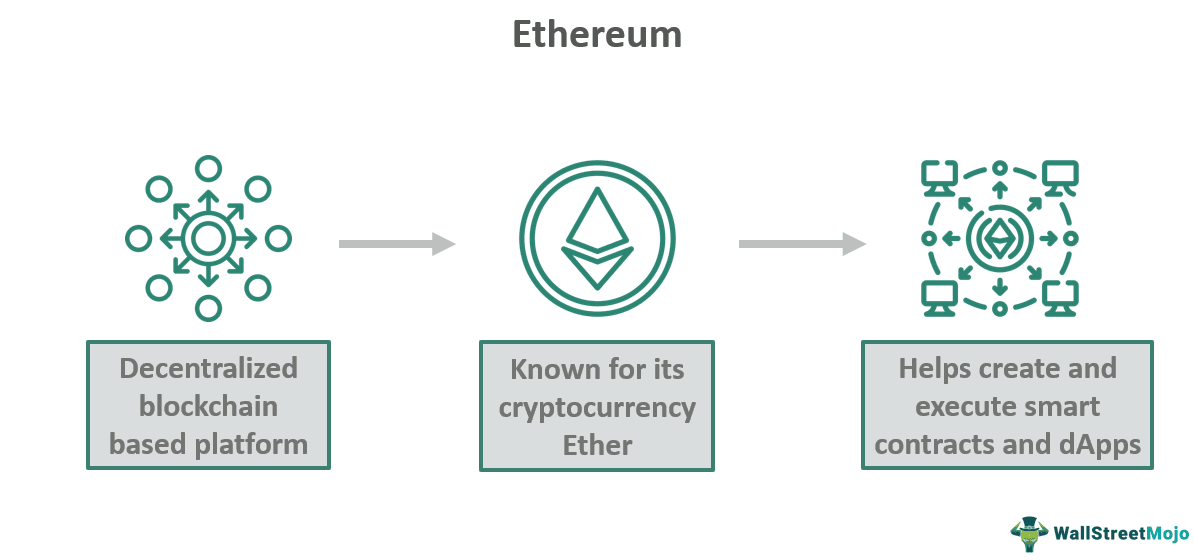 Ethereum
Decentralized
blockchain
based platform
Known for its
cryptocurrency
Ether
Helps create and
execute smart
contracts and dApps
WallStreetMojo